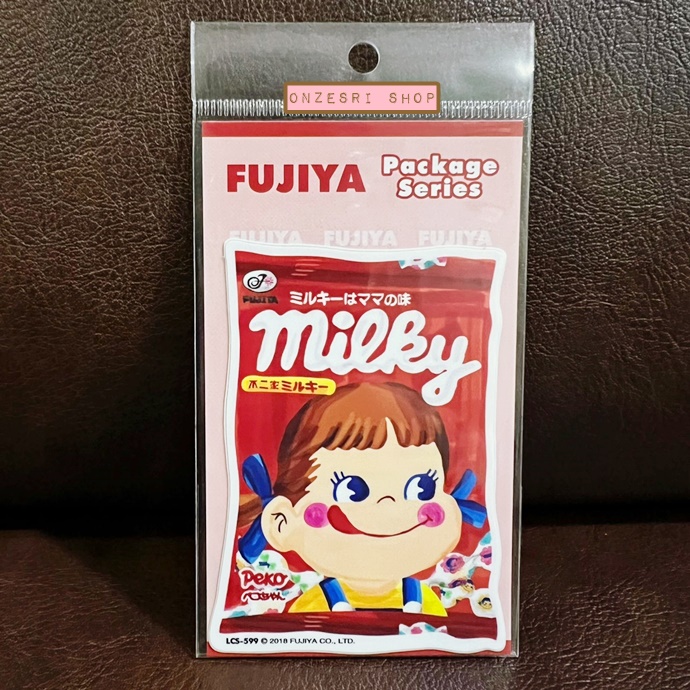 ONZESRI SHOP
FUJIYA Package Series
FUJIYA FUJIYA FUJIYA
FUJIYA
ミルキーはママの味
milky
不二家ミルキー
Peko
ペコちゃん
LCS-599 © 2018 FUJIYA CO., LTD.